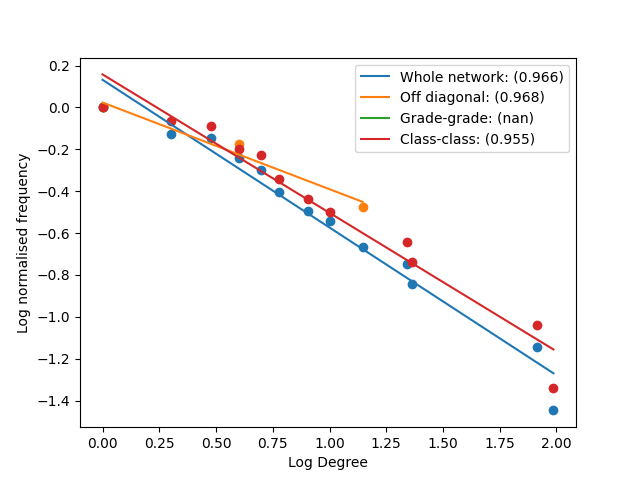 0.2
0.0
−0.2
−0.4
−0.6
−0.8
−1.0
−1.2
−1.4
Log normalised frequency
Whole network: (0.966)
Off diagonal: (0.968)
Grade-grade: (nan)
Class-class: (0.955)
0.00 0.25 0.50 0.75 1.00 1.25 1.50 1.75 2.00
Log Degree